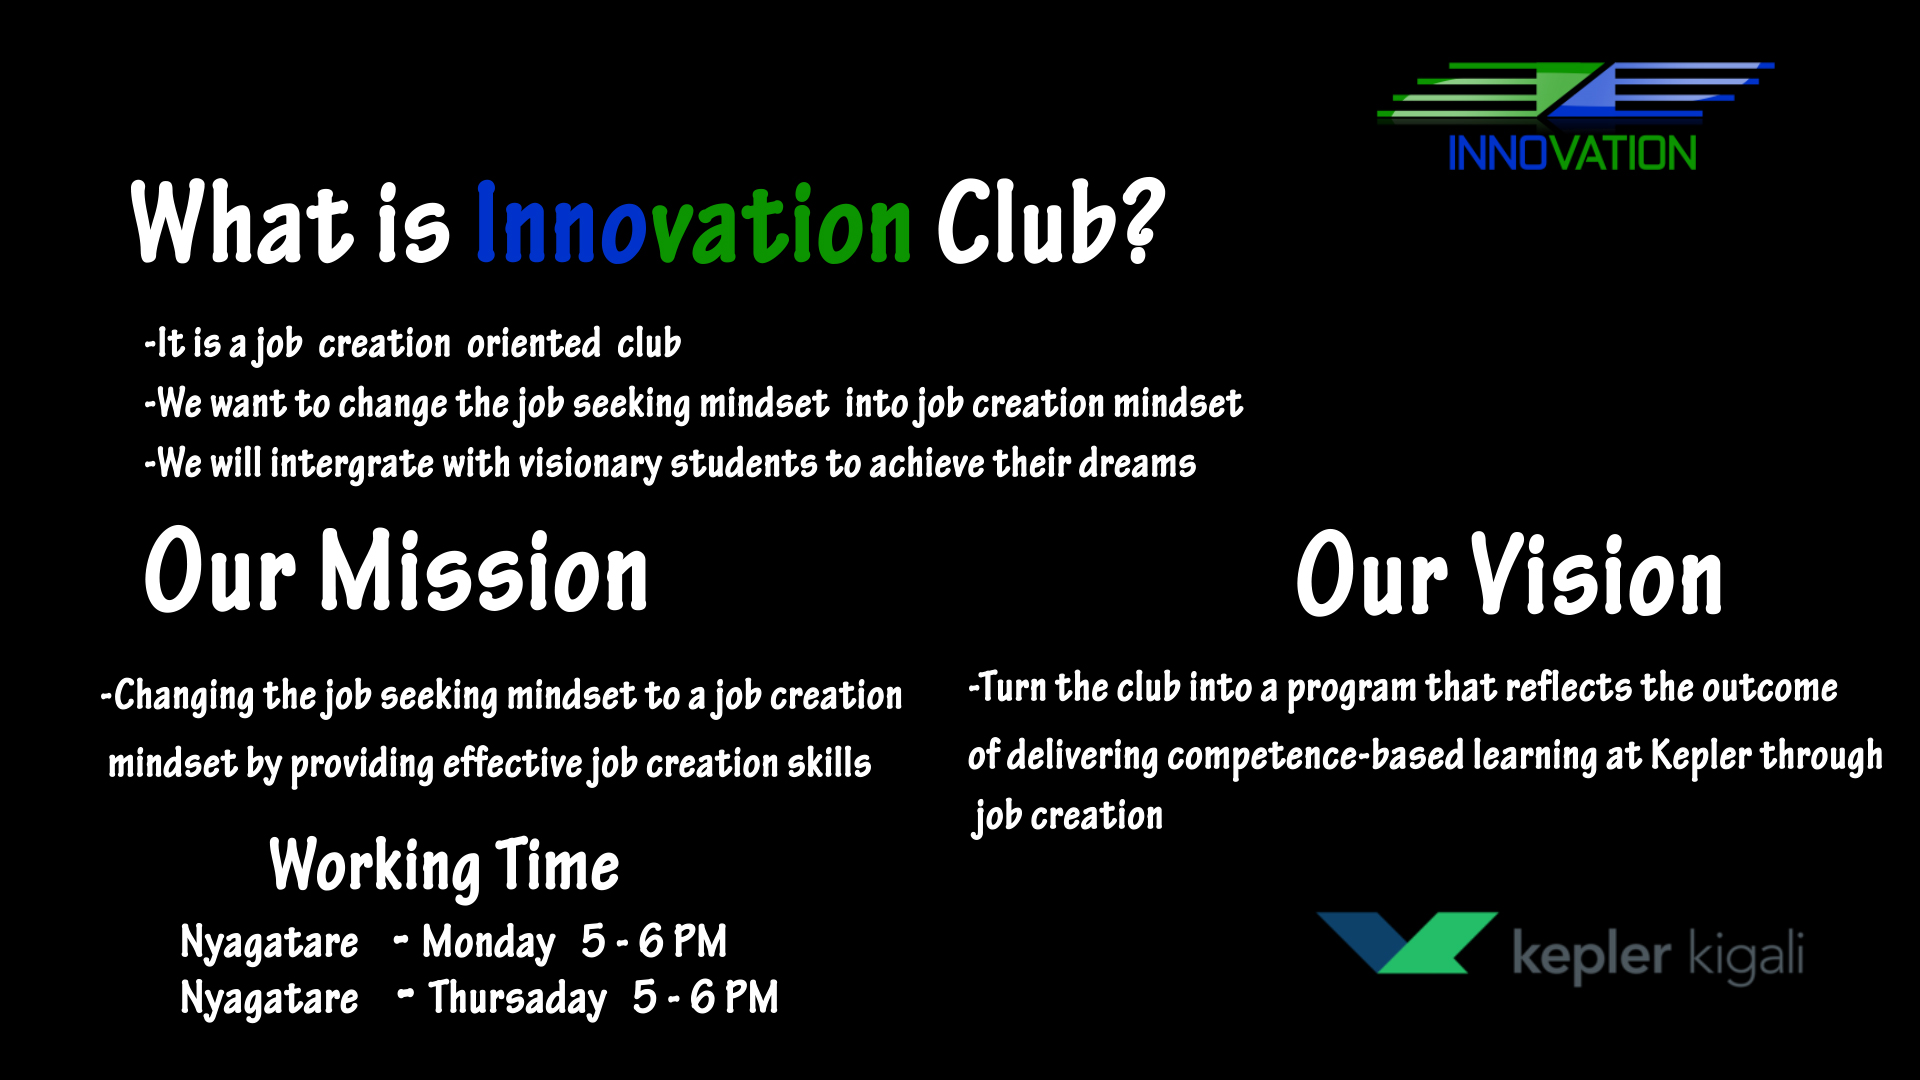 INNOVATION
What is Innovation Club?
-It is a job creation oriented club
-We want to change the job seeking mindset into job creation mindset
-We will intergrate with visionary students to achieve their dreams
Our Mission
-Changing the job seeking mindset to a job creation
mindset by providing effective job creation skills
Our Vision
-Turn the club into a program that reflects the outcome
of delivering competence-based learning at Kepler through
job creation
Working Time
Nyagatare - Monday 5 - 6 PM
Nyagatare - Thursaday 5 - 6 PM
kepler kigali